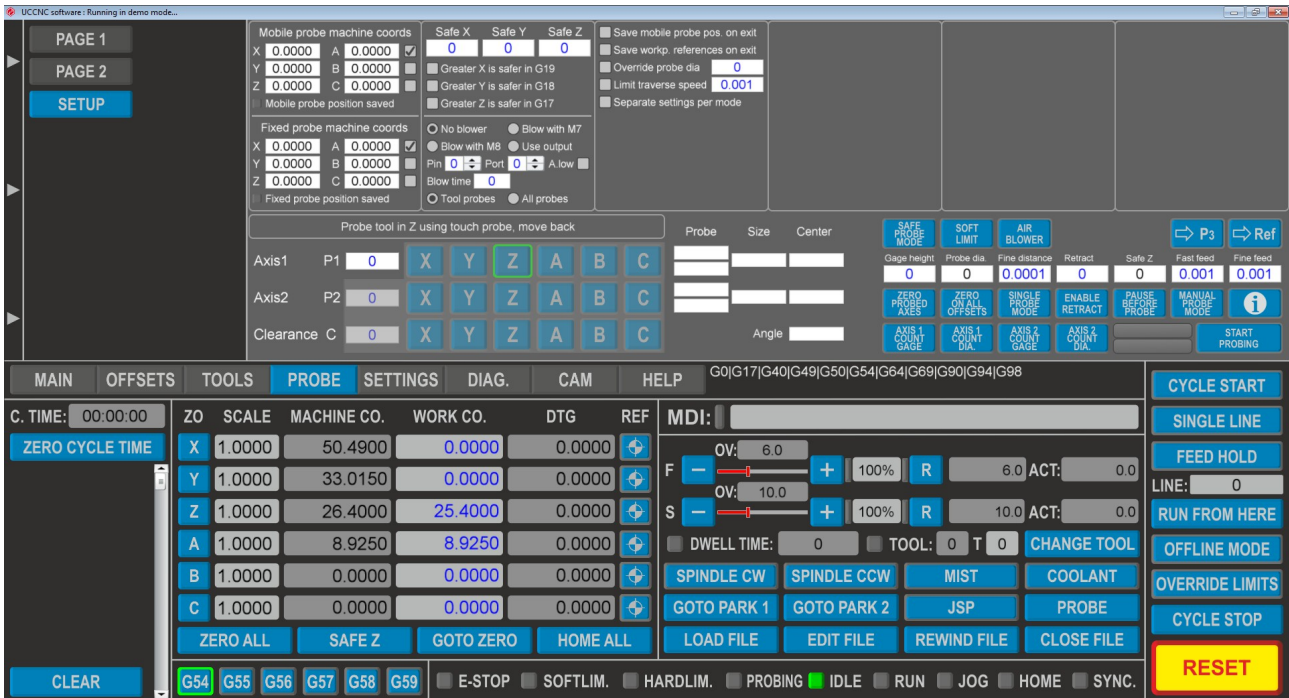 UCCNC software : Running in demo mode...
PAGE 1
PAGE 2
SETUP
Mobile probe machine coords
X 0.0000 A 0.0000
Y 0.0000 B 0.0000
Z 0.0000 C 0.0000
Mobile probe position saved
Fixed probe machine coords
X 0.0000 A 0.0000
Y 0.0000 B 0.0000
Z 0.0000 C 0.0000
Fixed probe position saved
Safe X Safe Y Safe Z
0 0 0
Greater X is safer in G19
Greater Y is safer in G18
Greater Z is safer in G17
No blower Blow with M7
Blow with M8 Use output
Pin 0 Port 0 A.low
Blow time 0
Tool probes All probes
Save mobile probe pos. on exit
Save workp. references on exit
Override probe dia 0
Limit traverse speed 0.001
Separate settings per mode
Probe tool in Z using touch probe, move back
Axis1 P1 0 X Y Z A B C
Axis2 P2 0 X Y Z A B C
Clearance C 0 X Y Z A B C
Probe Size Center
Angle
SAFE PROBE MODE
SOFT LIMIT
AIR BLOWER
P3
Ref
Gage height Probe dia. Fine distance Retract Safe Z Fast feed Fine feed
0 0 0.0001 0 0 0.001 0.001
ZERO PROBED AXES
ZERO ON ALL OFFSETS
SINGLE PROBE MODE
ENABLE RETRACT
PAUSE BEFORE PROBE
MANUAL PROBE MODE
i
AXIS 1 COUNT GAGE
AXIS 1 COUNT DIA.
AXIS 2 COUNT GAGE
AXIS 2 COUNT DIA.
START PROBING
MAIN OFFSETS TOOLS PROBE SETTINGS DIAG. CAM HELP
G0|G17|G40|G49|G50|G54|G64|G69|G90|G94|G98
C. TIME: 00:00:00
ZERO CYCLE TIME
CLEAR
ZO SCALE MACHINE CO. WORK CO. DTG REF
X 1.0000 50.4900 0.0000 0.0000
Y 1.0000 33.0150 0.0000 0.0000
Z 1.0000 26.4000 25.4000 0.0000
A 1.0000 8.9250 8.9250 0.0000
B 1.0000 0.0000 0.0000 0.0000
C 1.0000 0.0000 0.0000 0.0000
ZERO ALL SAFE Z GOTO ZERO HOME ALL
MDI:
OV: 6.0
F − + 100% R 6.0 ACT: 0.0
OV: 10.0
S − + 100% R 10.0 ACT: 0.0
DWELL TIME: 0 TOOL: 0 T 0 CHANGE TOOL
SPINDLE CW SPINDLE CCW MIST COOLANT
GOTO PARK 1 GOTO PARK 2 JSP PROBE
LOAD FILE EDIT FILE REWIND FILE CLOSE FILE
G54 G55 G56 G57 G58 G59 E-STOP SOFTLIM. HARDLIM. PROBING IDLE RUN JOG HOME SYNC.
CYCLE START
SINGLE LINE
FEED HOLD
LINE: 0
RUN FROM HERE
OFFLINE MODE
OVERRIDE LIMITS
CYCLE STOP
RESET